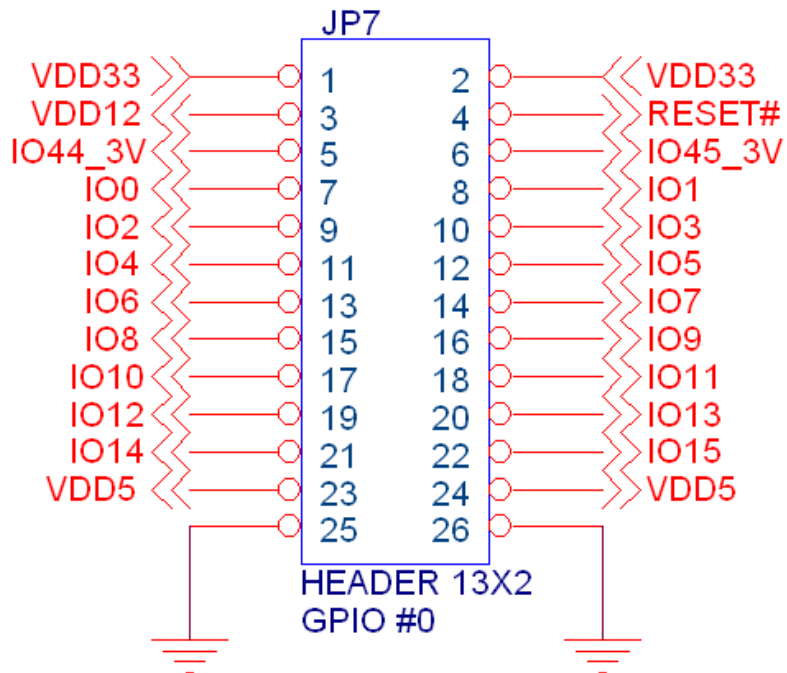 JP7
VDD33 1 2 VDD33
VDD12 3 4 RESET#
IO44_3V 5 6 IO45_3V
IO0 7 8 IO1
IO2 9 10 IO3
IO4 11 12 IO5
IO6 13 14 IO7
IO8 15 16 IO9
IO10 17 18 IO11
IO12 19 20 IO13
IO14 21 22 IO15
VDD5 23 24 VDD5
25 26
HEADER 13X2
GPIO #0